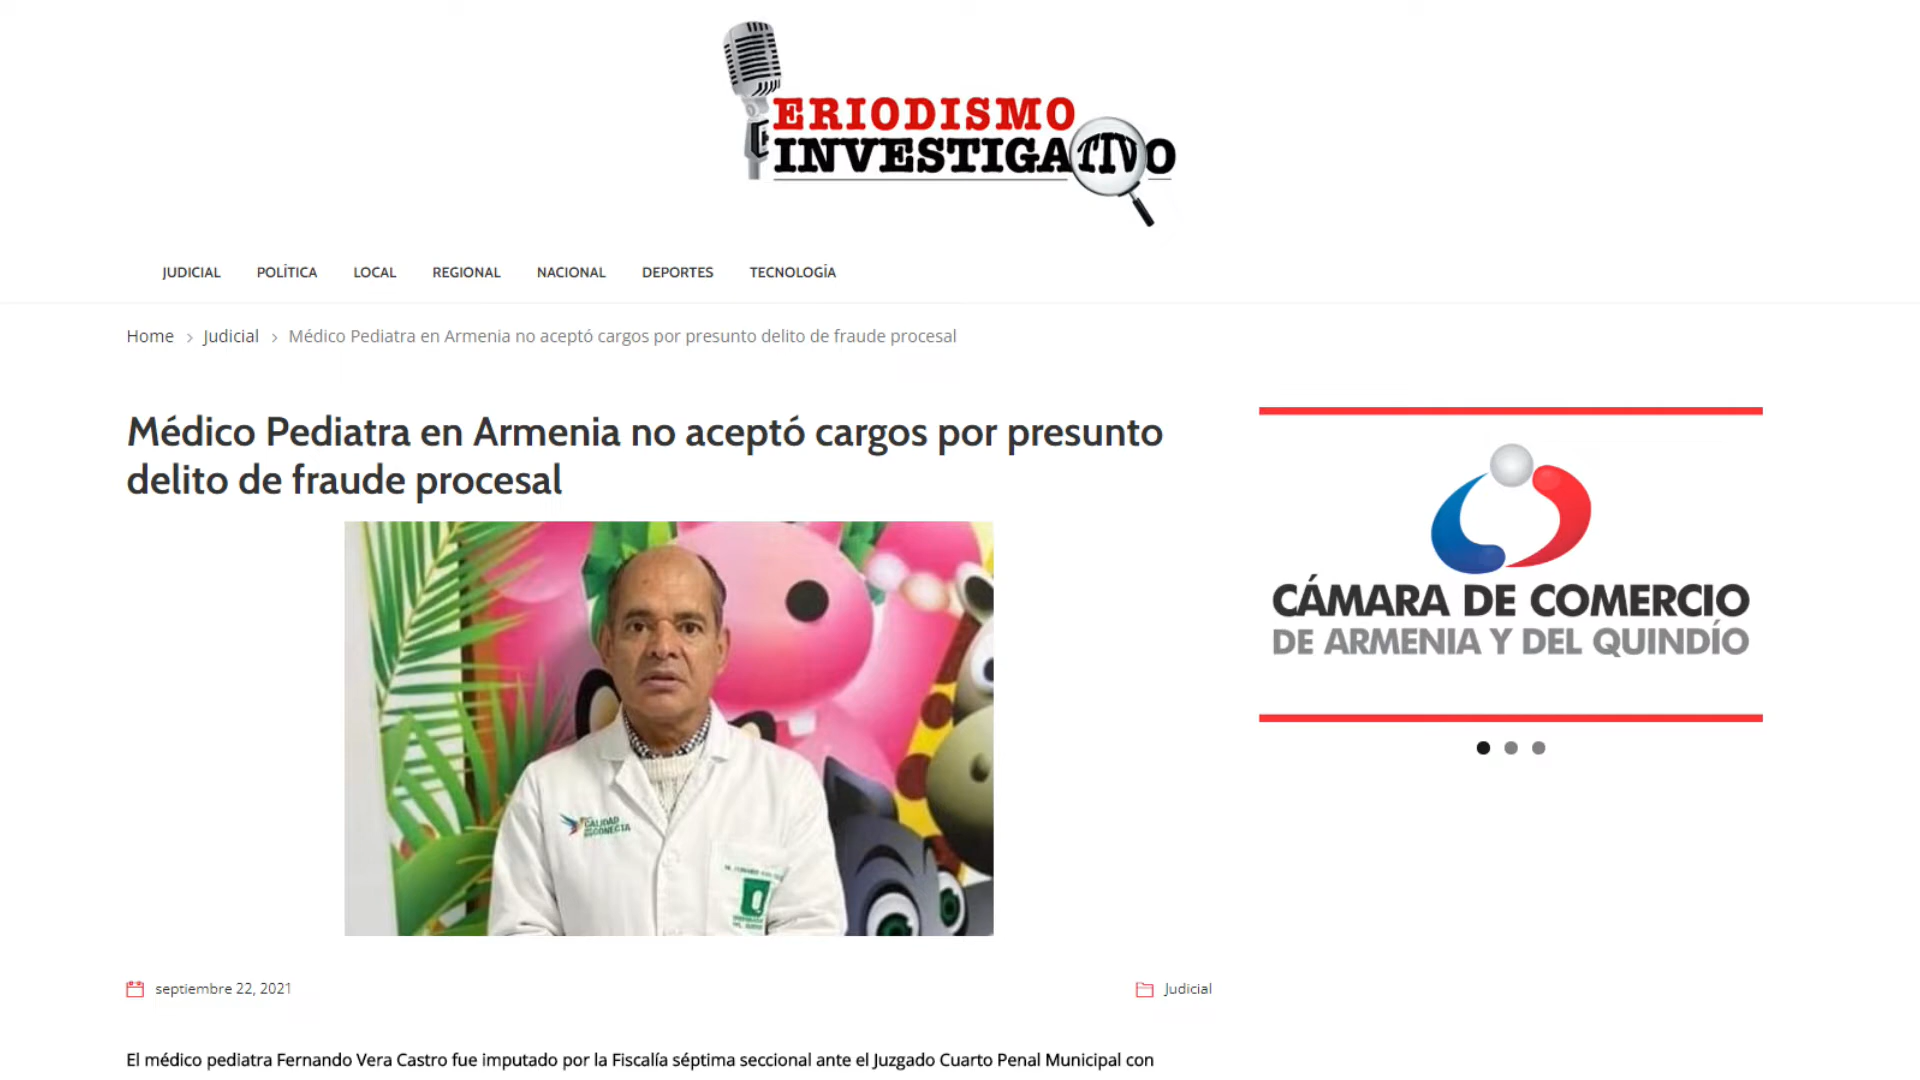 PERIODISMO
INVESTIGATIVO
JUDICIAL POLÍTICA LOCAL REGIONAL NACIONAL DEPORTES TECNOLOGÍA
Home > Judicial > Médico Pediatra en Armenia no aceptó cargos por presunto delito de fraude procesal
Médico Pediatra en Armenia no aceptó cargos por presunto
delito de fraude procesal
CALIDAD
CONECTA
CÁMARA DE COMERCIO
DE ARMENIA Y DEL QUINDÍO
septiembre 22, 2021
Judicial
El médico pediatra Fernando Vera Castro fue imputado por la Fiscalía séptima seccional ante el Juzgado Cuarto Penal Municipal con